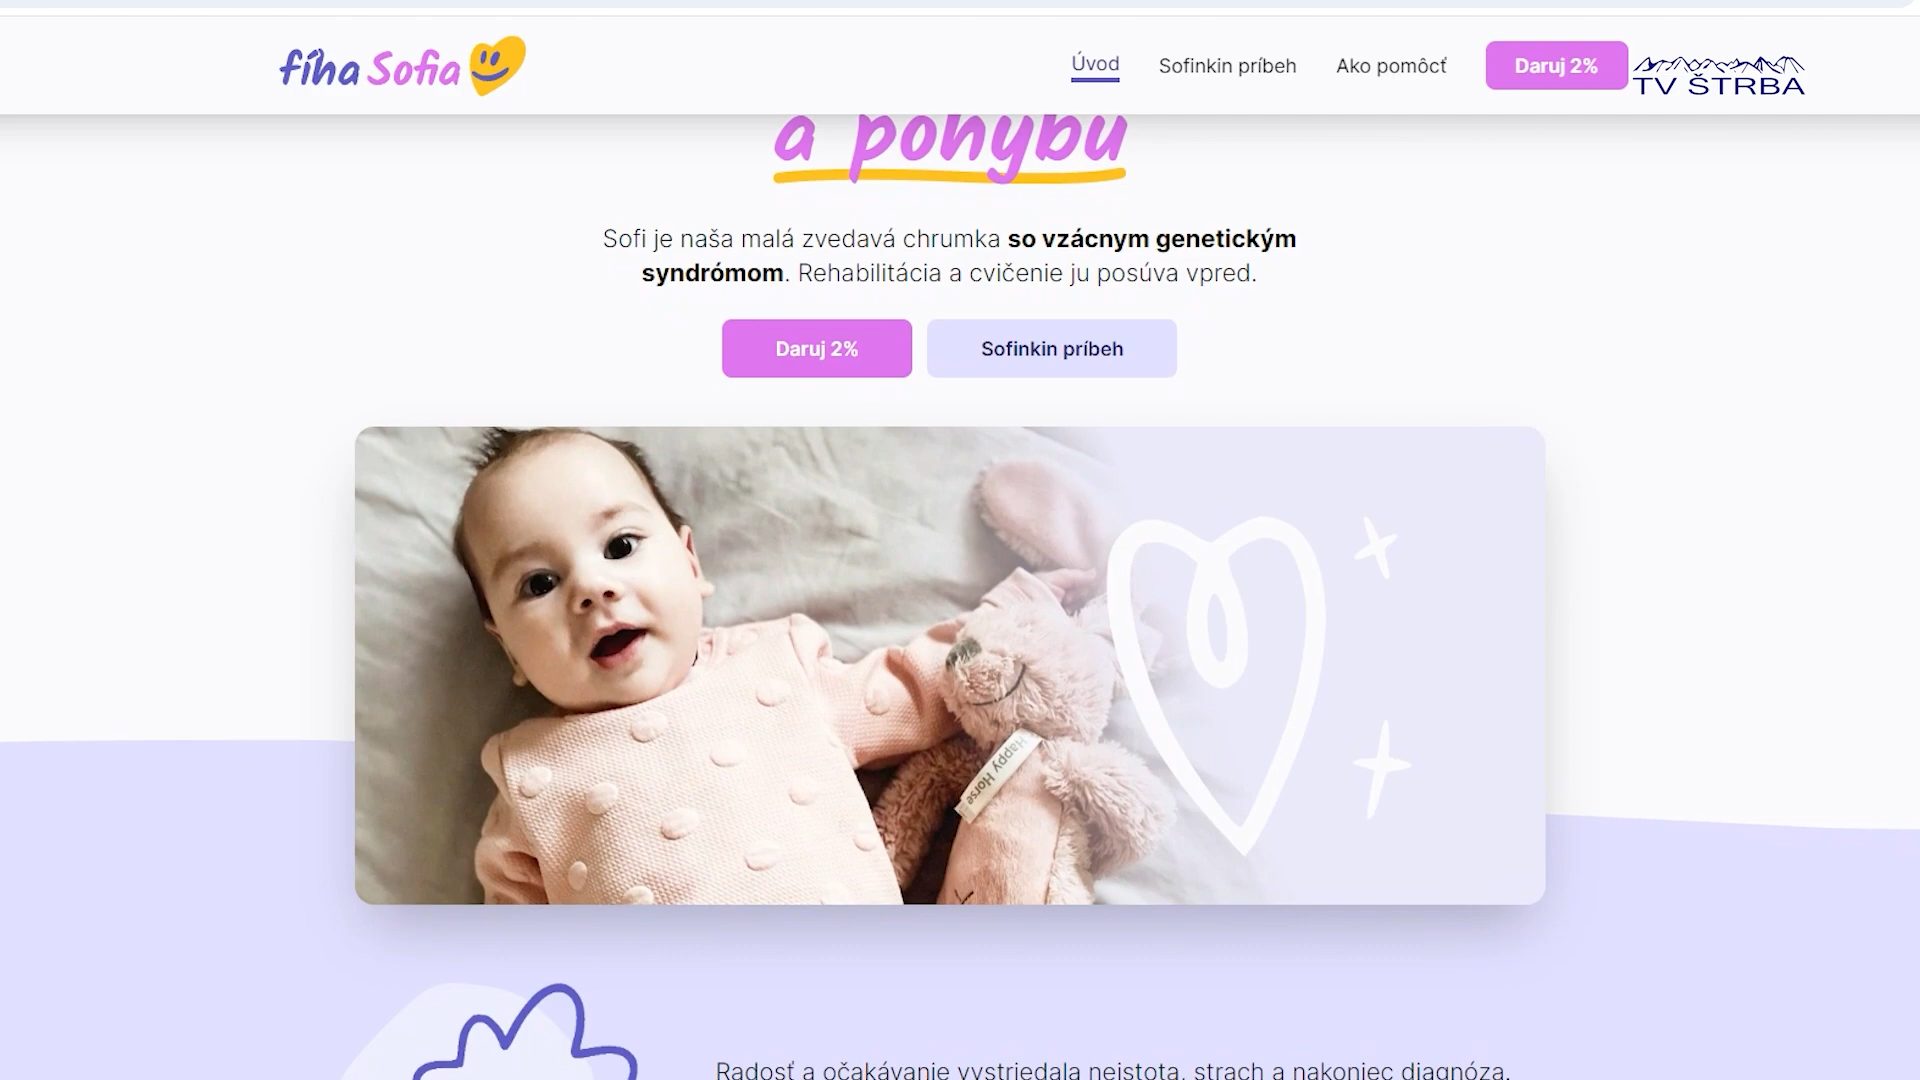 fíha Sofia
Úvod
Sofinkin príbeh
Ako pomôcť
Daruj 2%
TV ŠTRBA
a pohybu
Sofi je naša malá zvedavá chrumka so vzácnym genetickým
syndrómom. Rehabilitácia a cvičenie ju posúva vpred.
Daruj 2%
Sofinkin príbeh
Happy Horse
Radosť a očakávanie vystriedala neistota, strach a nakoniec diagnóza.